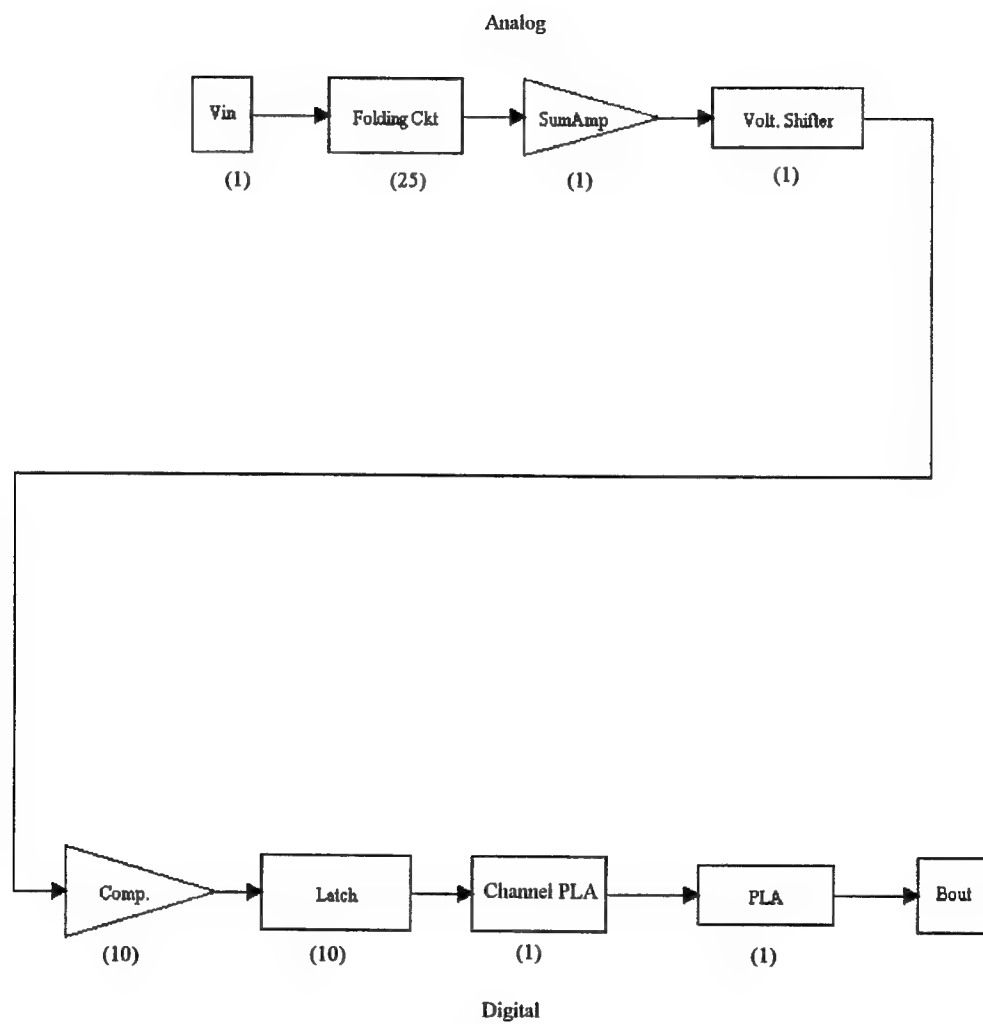 Analog
Vin
Folding Ckt
SumAmp
Volt. Shifter
(1)
(25)
(1)
(1)
Comp.
Latch
Channel PLA
PLA
Bout
(10)
(10)
(1)
(1)
Digital